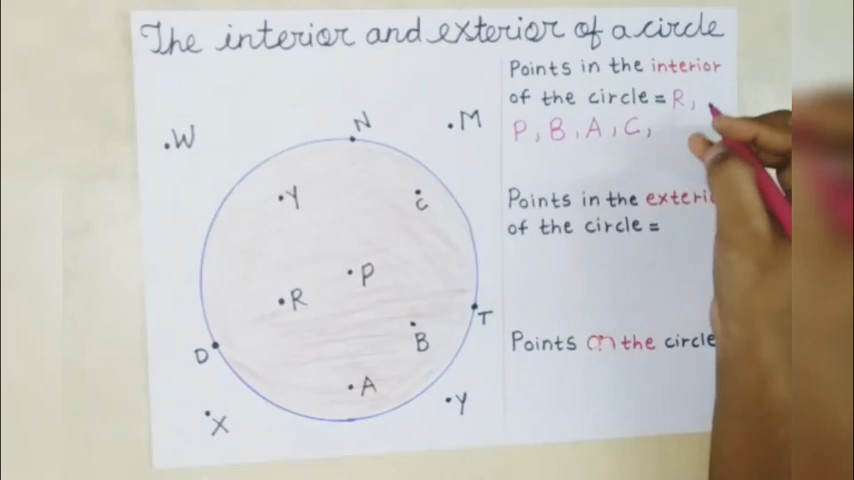 The interior and exterior of a circle
Points in the interior
of the circle = R,
P, B, A, C,
Points in the exteri
of the circle =
Points on the circle
N
M
W
Y
C
P
R
T
B
D
A
Y
X